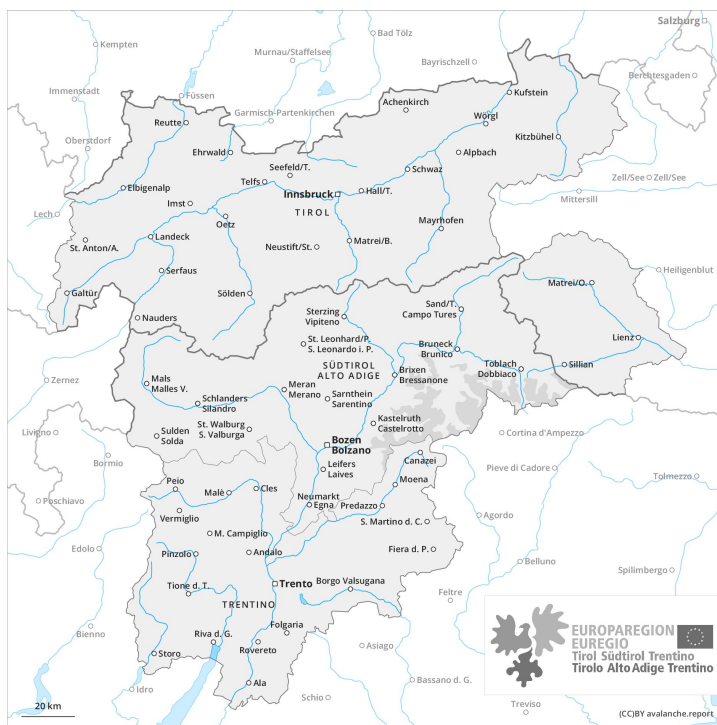 Salzburg
Kempten
Bad Tölz
Murnau/Staffelsee
Bayrischzell
Berchtesgaden
Immenstadt
Füssen
Garmisch-Partenkirchen
Achenkirch
Kufstein
Reutte
Wörgl
Oberstdorf
Ehrwald
Kitzbühel
Alpbach
Seefeld/T.
Schwaz
Telfs
Zell/See
Zell/See
Elbigenalp
Innsbruck
Hall/T.
Mittersill
Imst
TIROL
Lech
Oetz
Mayrhofen
Landeck
St. Anton/A.
Neustift/St.
Matrei/B.
Serfaus
Heiligenblut
Galtür
Sölden
Matrei/O.
Sand/T.
Campo Tures
Nauders
Sterzing
Vipiteno
Lienz
St. Leonhard/P.
S. Leonardo i. P.
Bruneck
Brunico
SÜDTIROL
ALTO ADIGE
Toblach
Dobbiaco
Sillian
Brixen
Bressanone
Zernez
Mals
Malles V.
Meran
Merano
Sarnthein
Sarentino
Schlanders
Silandro
St. Walburg
S. Valburga
Kastelruth
Castelrotto
Livigno
Sulden
Solda
Cortina d'Ampezzo
Bozen
Bolzano
Bormio
Canazei
Leifers
Laives
Pieve di Cadore
Tolmezzo
Peio
Malè
Cles
Moena
Poschiavo
Neumarkt
Egna
Predazzo
Vermiglio
Agordo
S. Martino d. C.
M. Campiglio
Edolo
Pinzolo
Andalo
Fiera d. P.
Belluno
Spilimbergo
Tione d. T.
Trento
Borgo Valsugana
Feltre
TRENTINO
Folgaria
Bienno
Riva d. G.
Rovereto
Asiago
Storo
Bassano d. G.
Idro
Ala
Schio
Treviso
EUROPAREGION
EUREGIO
Tirol Südtirol Trentino
Tirolo Alto Adige Trentino
20 km
(CC)BY avalanche.report